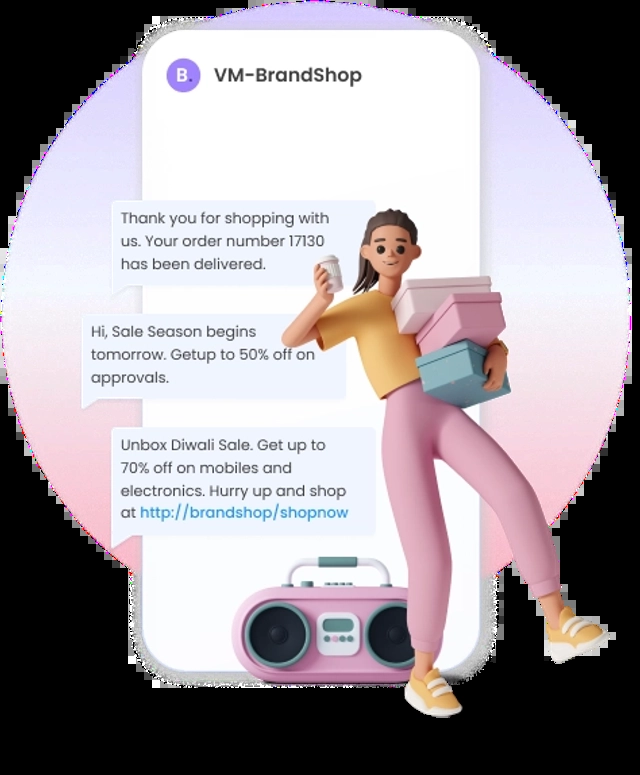 B. VM-BrandShop
Thank you for shopping with
us. Your order number 17130
has been delivered.
Hi, Sale Season begins
tomorrow. Getup to 50% off on
approvals.
Unbox Diwali Sale. Get up to
70% off on mobiles and
electronics. Hurry up and shop
at http://brandshop/shopnow